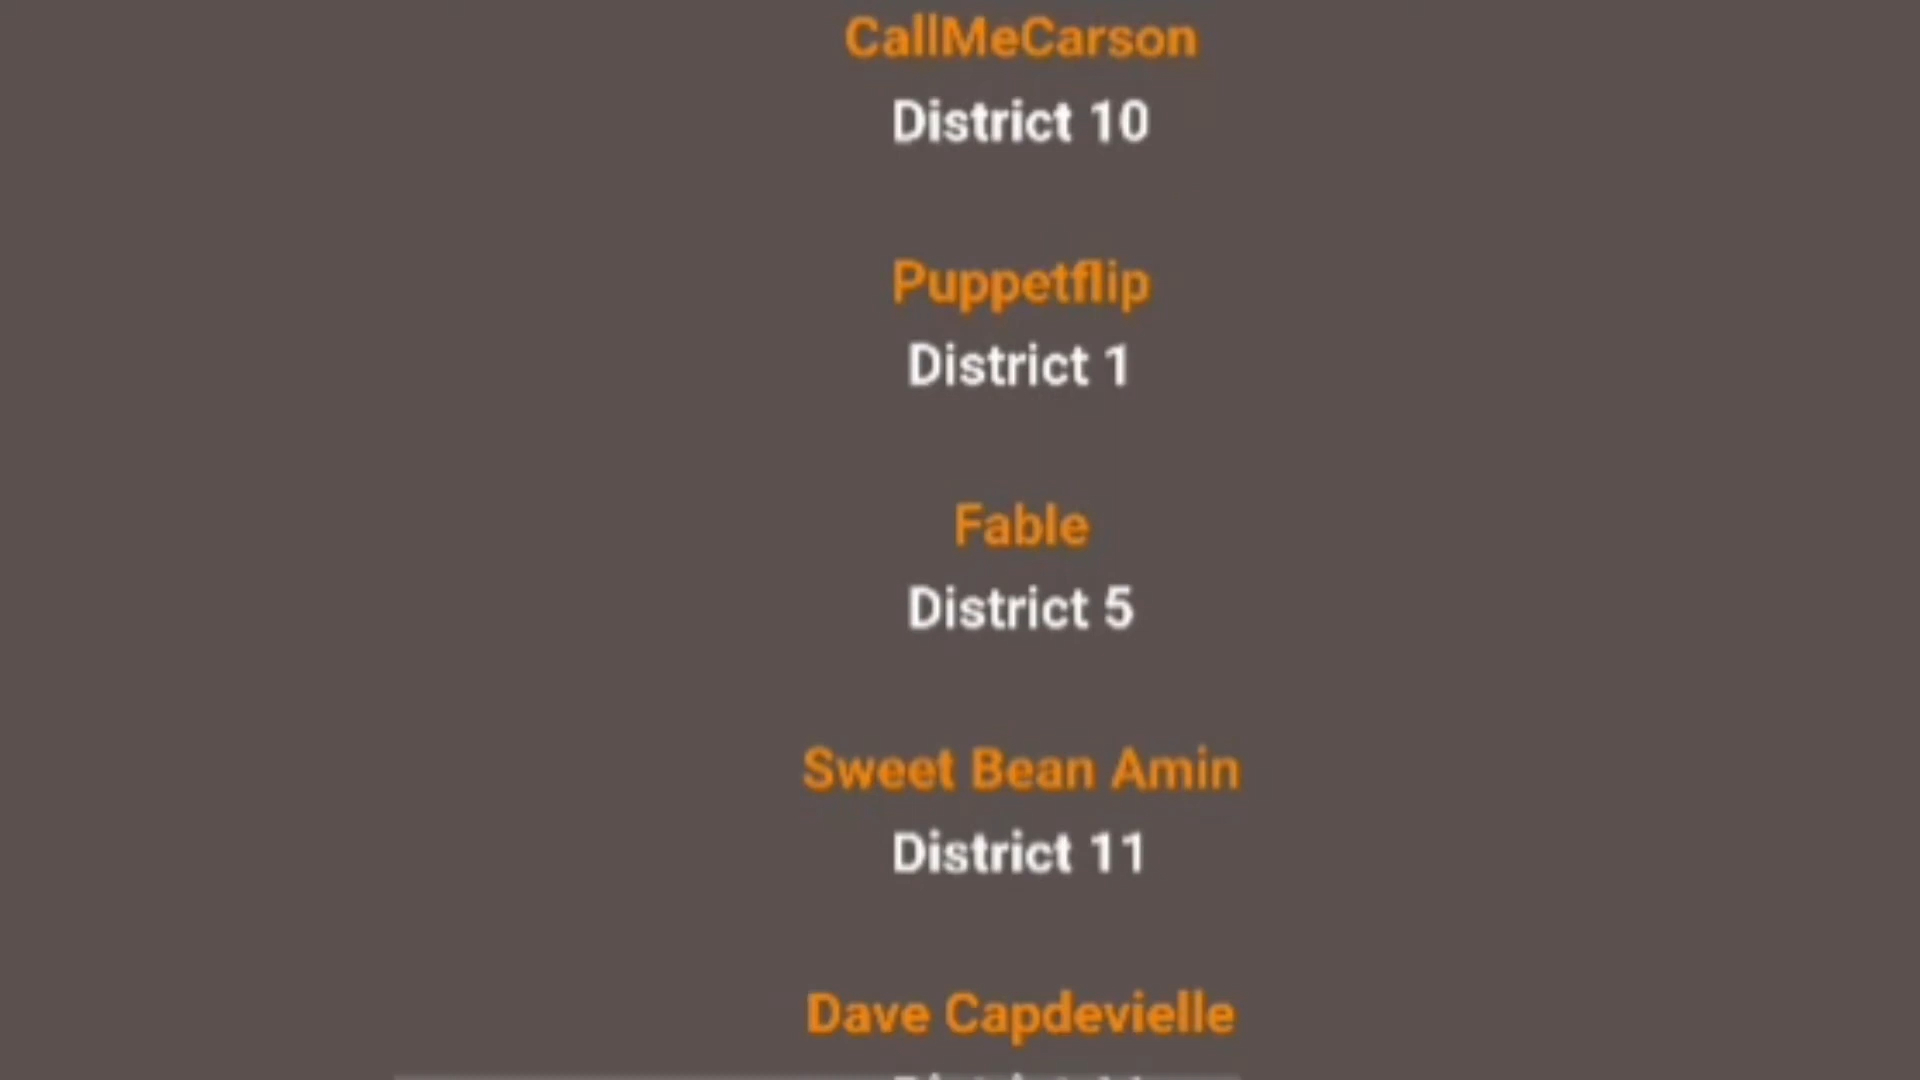 CallMeCarson
District 10
Puppetflip
District 1
Fable
District 5
Sweet Bean Amin
District 11
Dave Capdevielle